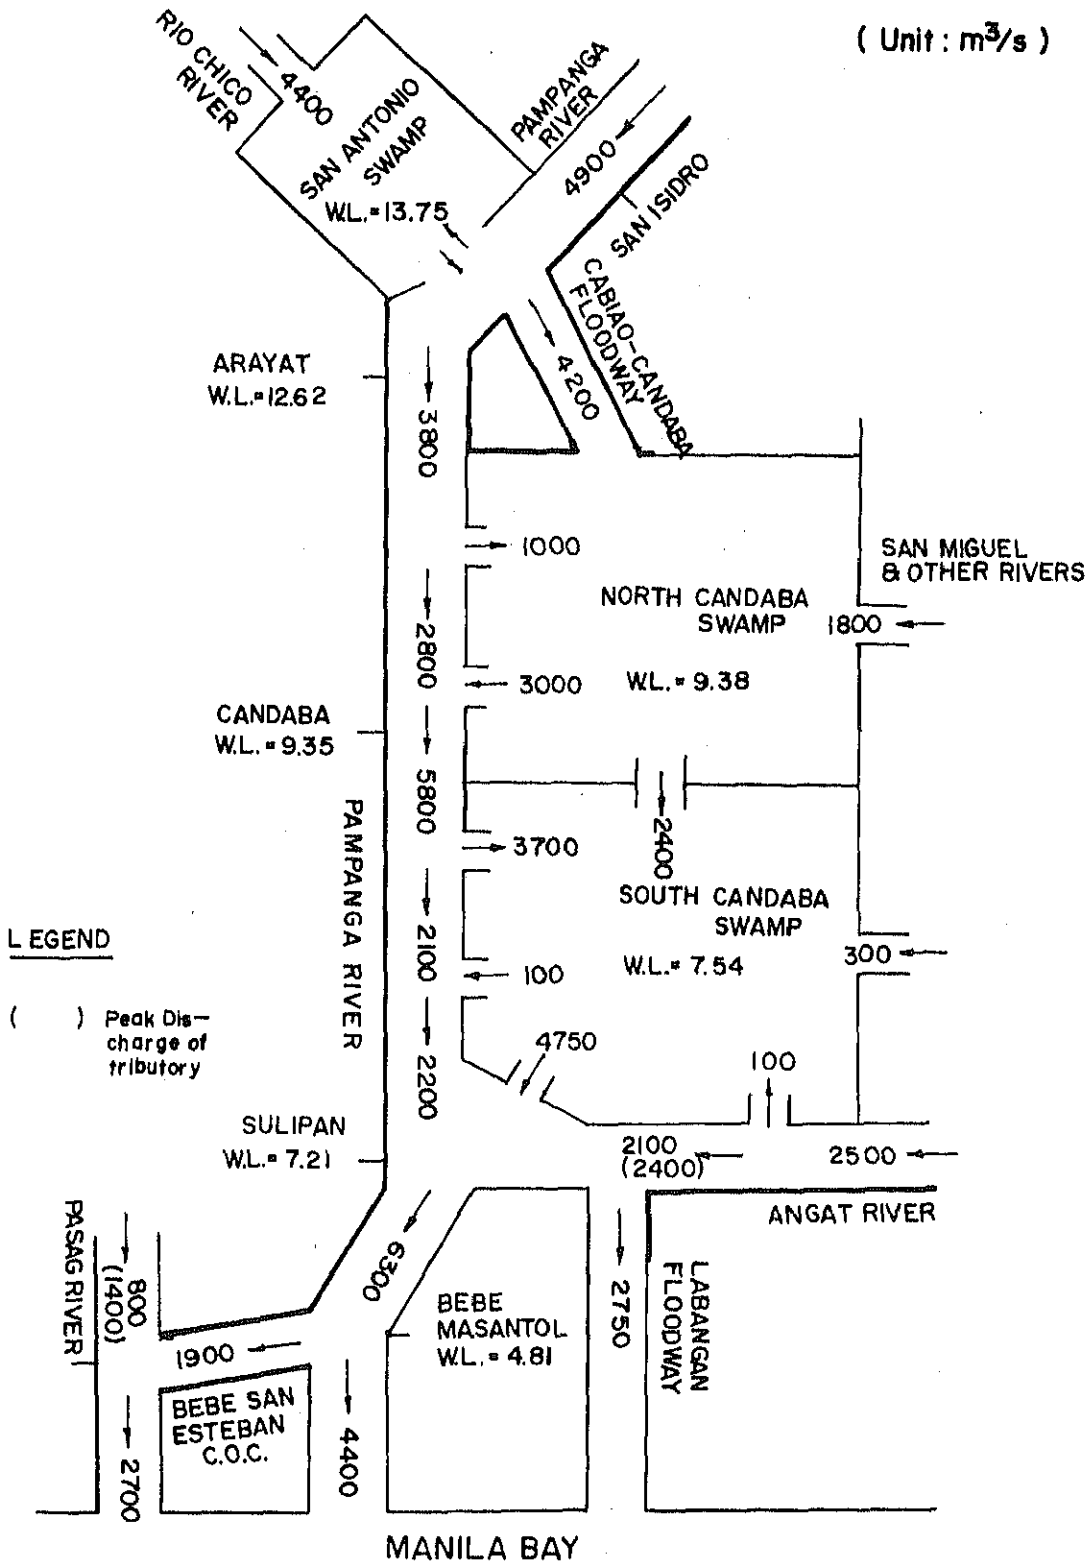 ( Unit : m³/s )
RIO CHICO
RIVER
4400
SAN ANTONIO
SWAMP
W.L.=13.75
PAMPANGA
RIVER
4900
SAN ISIDRO
CABIAO-CANDABA
FLOODWAY
4200
ARAYAT
W.L.=12.62
3800
1000
SAN MIGUEL
& OTHER RIVERS
NORTH CANDABA
SWAMP
1800
2800
3000
W.L.= 9.38
CANDABA
W.L.= 9.35
5800
2400
3700
PAMPANGA RIVER
SOUTH CANDABA
SWAMP
LEGEND
2100
W.L.= 7.54
300
100
( ) Peak Dis-
charge of
tributory
2200
4750
100
SULIPAN
W.L.= 7.21
2100
(2400)
2500
ANGAT RIVER
PASAG RIVER
800
(1400)
6300
2750
LABANGAN
FLOODWAY
BEBE
MASANTOL
W.L.= 4.81
1900
BEBE SAN
ESTEBAN
C.O.C.
2700
4400
MANILA BAY